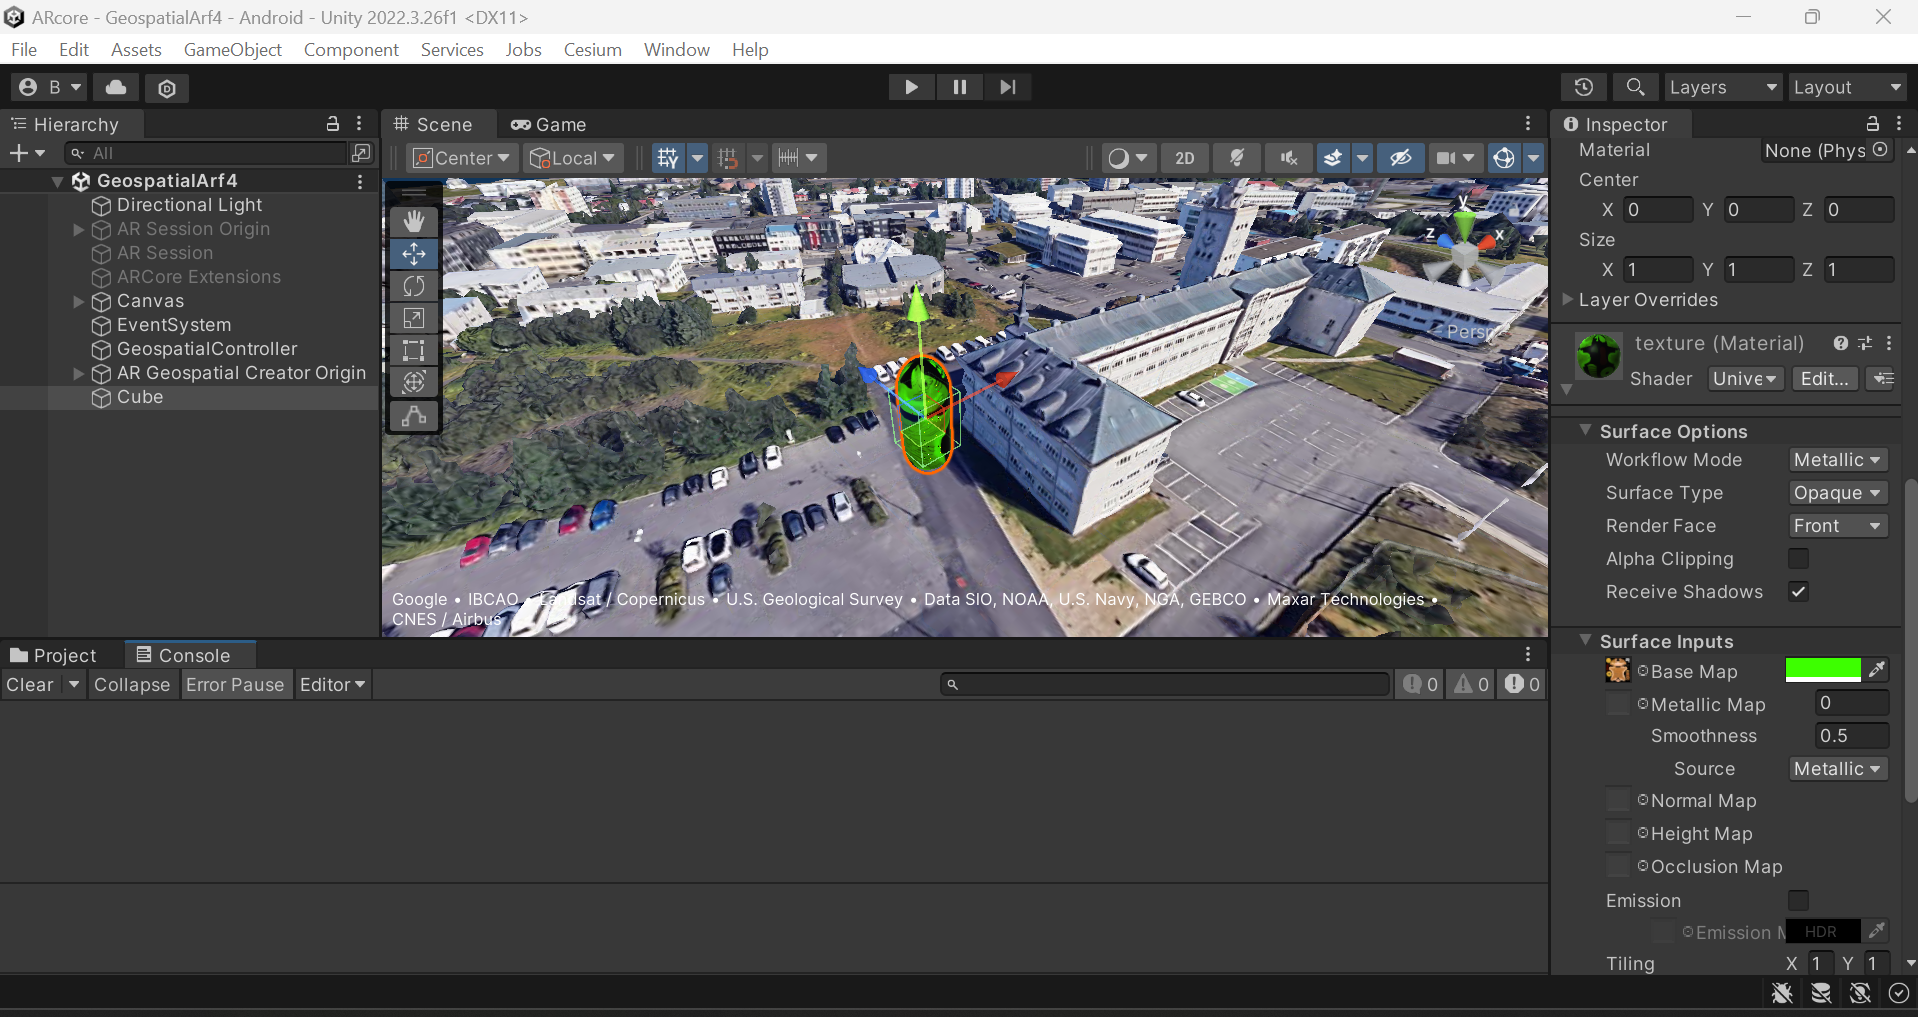 ARcore - GeospatialArf4 - Android - Unity 2022.3.26f1 <DX11>
File Edit Assets GameObject Component Services Jobs Cesium Window Help
B
Layers Layout
Hierarchy
All
GeospatialArf4
Directional Light
AR Session Origin
AR Session
ARCore Extensions
Canvas
EventSystem
GeospatialController
AR Geospatial Creator Origin
Cube
Scene Game
Center Local 2D
Y
Z X
Persp
Google • IBCAO Landsat / Copernicus • U.S. Geological Survey • Data SIO, NOAA, U.S. Navy, NGA, GEBCO • Maxar Technologies •
CNES / Airbus
Project Console
Clear Collapse Error Pause Editor
0 0 0
Inspector
Material None (Phys
Center
X 0 Y 0 Z 0
Size
X 1 Y 1 Z 1
Layer Overrides
texture (Material)
Shader Unive Edit...
Surface Options
Workflow Mode Metallic
Surface Type Opaque
Render Face Front
Alpha Clipping
Receive Shadows
Surface Inputs
Base Map
Metallic Map 0
Smoothness 0.5
Source Metallic
Normal Map
Height Map
Occlusion Map
Emission
Emission M HDR
Tiling X 1 Y 1